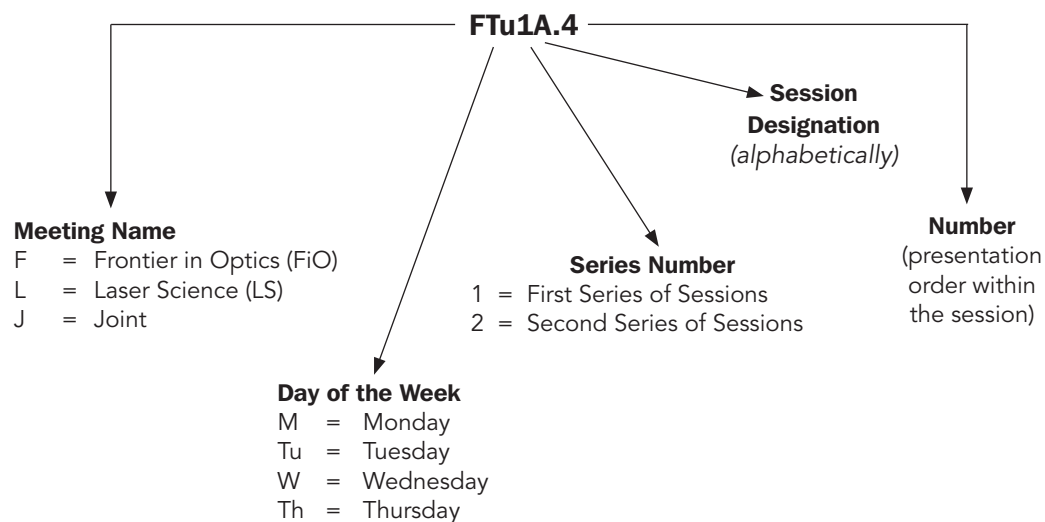 FTu1A.4
Session
Designation
(alphabetically)
Meeting Name
F = Frontier in Optics (FiO)
L = Laser Science (LS)
J = Joint
Number
(presentation
order within
the session)
Series Number
1 = First Series of Sessions
2 = Second Series of Sessions
Day of the Week
M = Monday
Tu = Tuesday
W = Wednesday
Th = Thursday